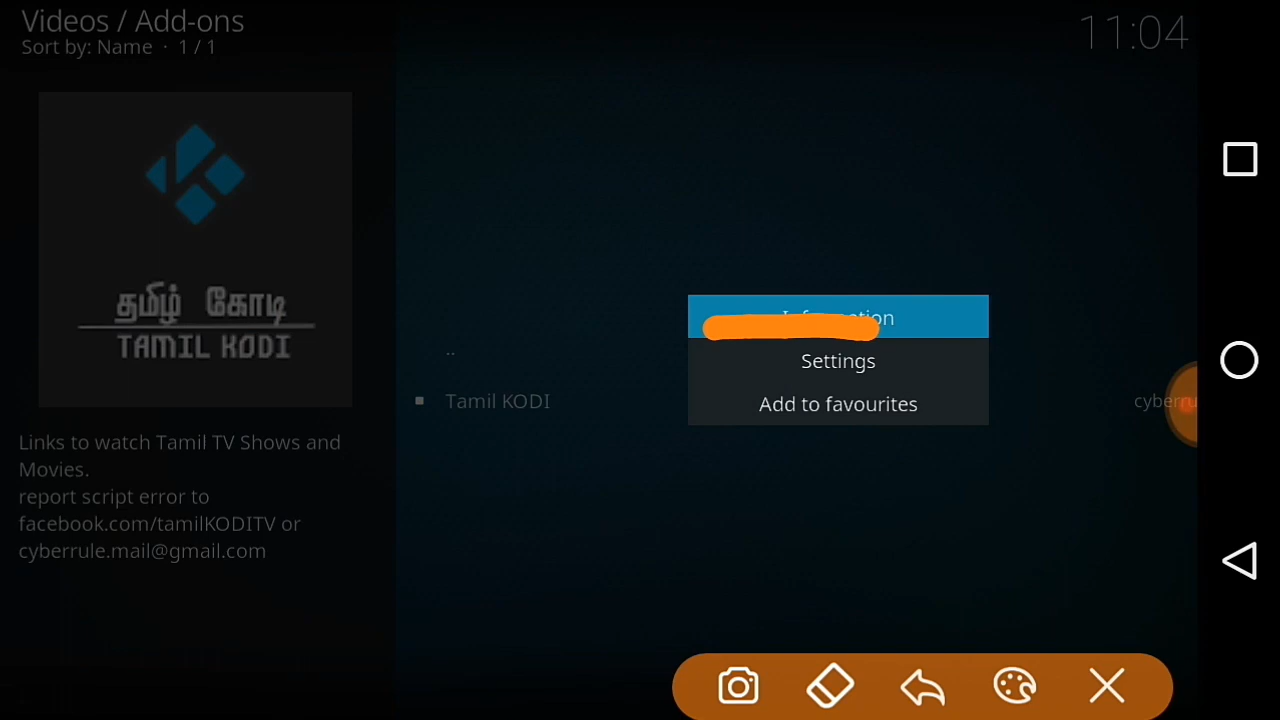 Videos / Add-ons
Sort by: Name · 1 / 1
11:04
தமிழ் கோடி
TAMIL KODI
Links to watch Tamil TV Shows and
Movies.
report script error to
facebook.com/tamilKODITV or
cyberrule.mail@gmail.com
..
Tamil KODI
cyberru
Information
Settings
Add to favourites